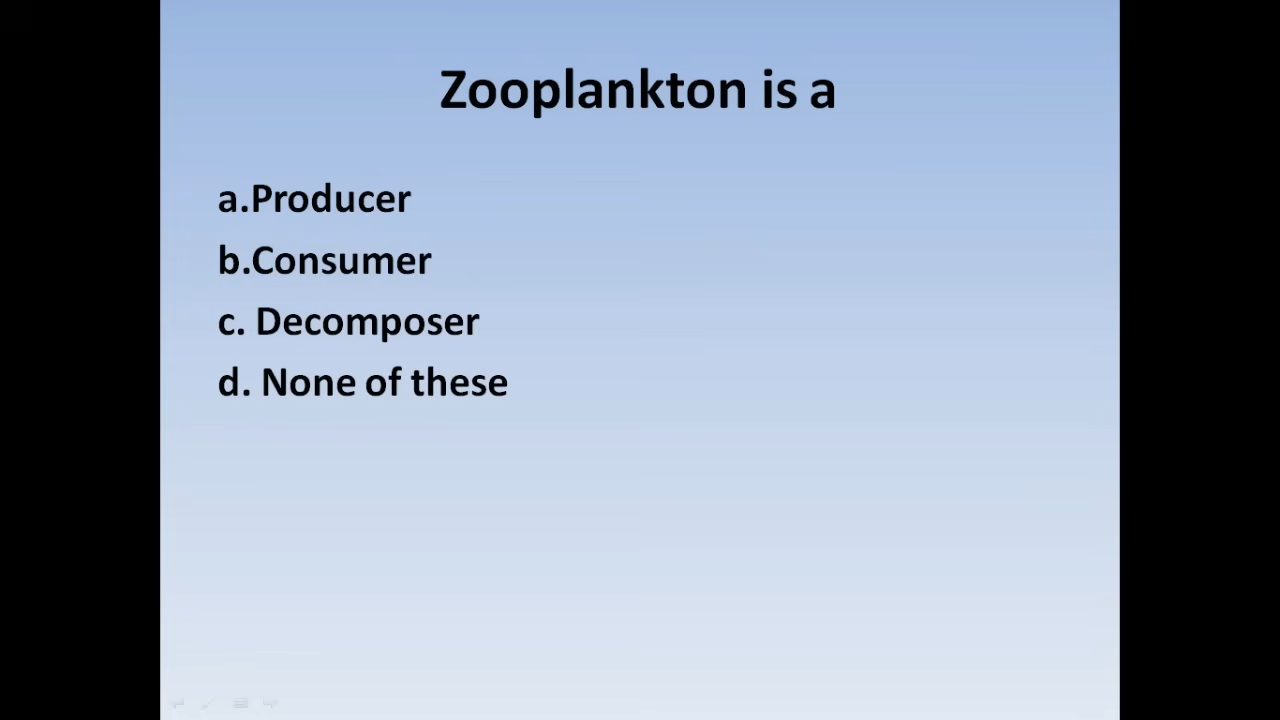 Zooplankton is a
a.Producer
b.Consumer
c. Decomposer
d. None of these